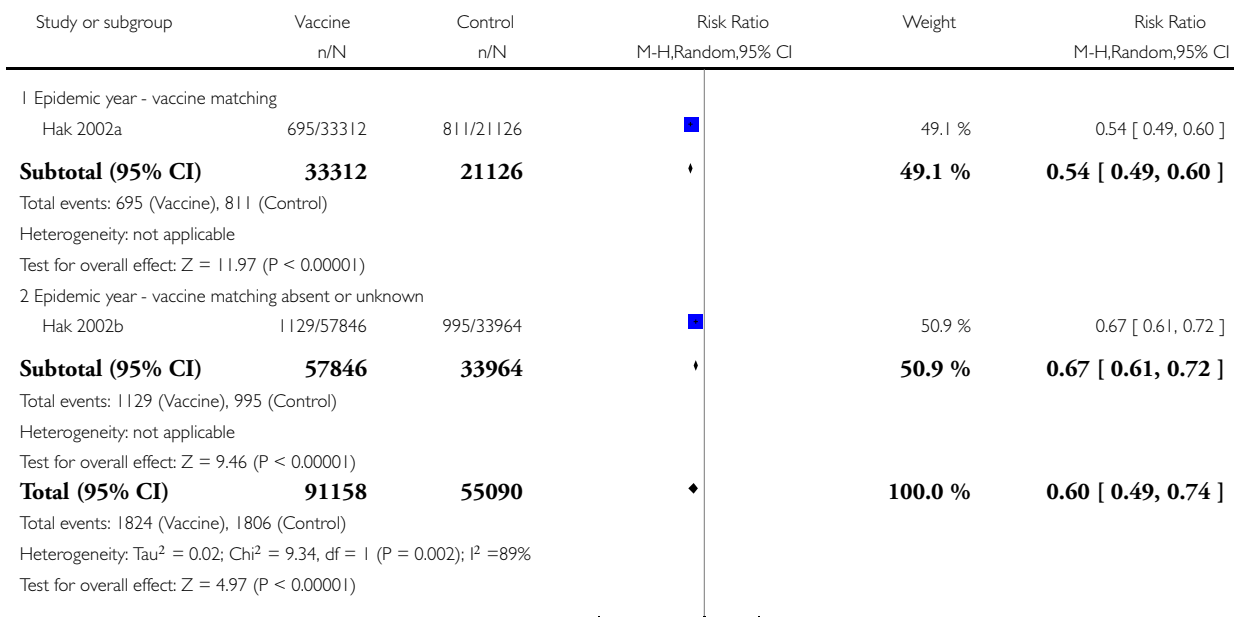 Study or subgroup Vaccine Control Risk Ratio Weight Risk Ratio
n/N n/N M-H,Random,95% CI M-H,Random,95% CI
1 Epidemic year - vaccine matching
Hak 2002a 695/33312 811/21126 49.1 % 0.54 [ 0.49, 0.60 ]
Subtotal (95% CI) 33312 21126 49.1 % 0.54 [ 0.49, 0.60 ]
Total events: 695 (Vaccine), 811 (Control)
Heterogeneity: not applicable
Test for overall effect: Z = 11.97 (P < 0.00001)
2 Epidemic year - vaccine matching absent or unknown
Hak 2002b 1129/57846 995/33964 50.9 % 0.67 [ 0.61, 0.72 ]
Subtotal (95% CI) 57846 33964 50.9 % 0.67 [ 0.61, 0.72 ]
Total events: 1129 (Vaccine), 995 (Control)
Heterogeneity: not applicable
Test for overall effect: Z = 9.46 (P < 0.00001)
Total (95% CI) 91158 55090 100.0 % 0.60 [ 0.49, 0.74 ]
Total events: 1824 (Vaccine), 1806 (Control)
Heterogeneity: Tau² = 0.02; Chi² = 9.34, df = 1 (P = 0.002); I² =89%
Test for overall effect: Z = 4.97 (P < 0.00001)